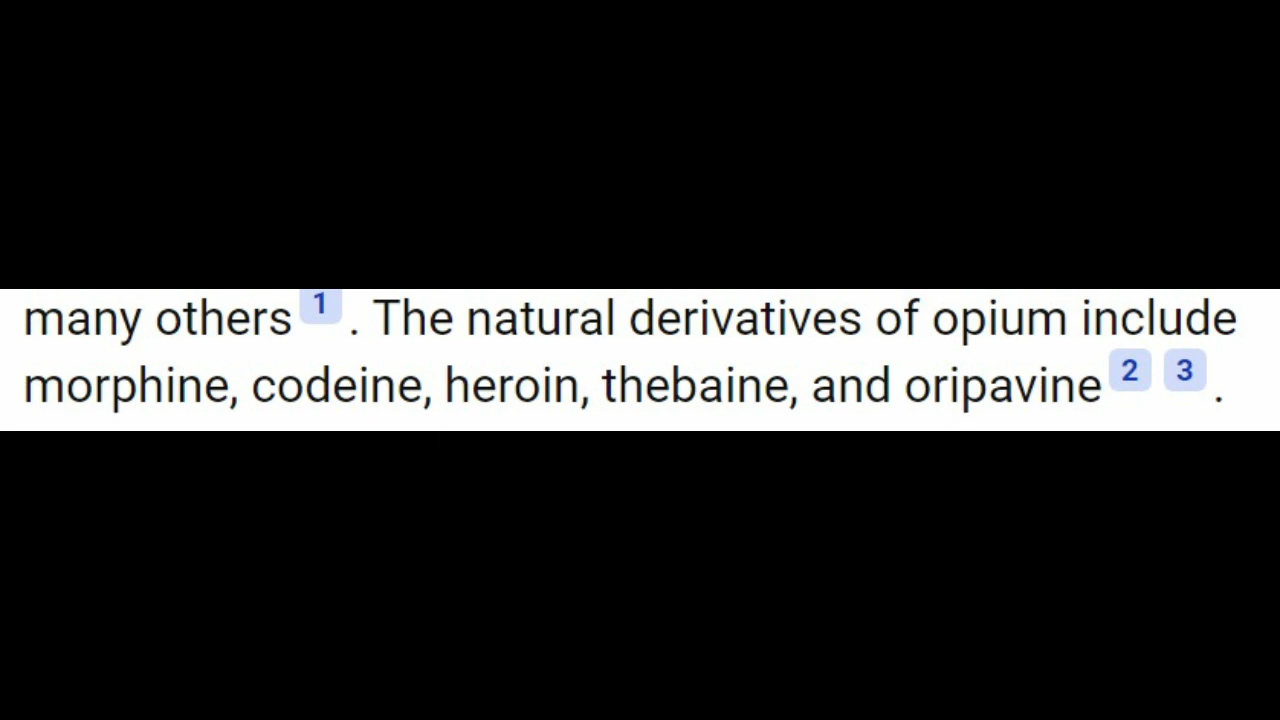 many others 1 . The natural derivatives of opium include
morphine, codeine, heroin, thebaine, and oripavine 2 3 .